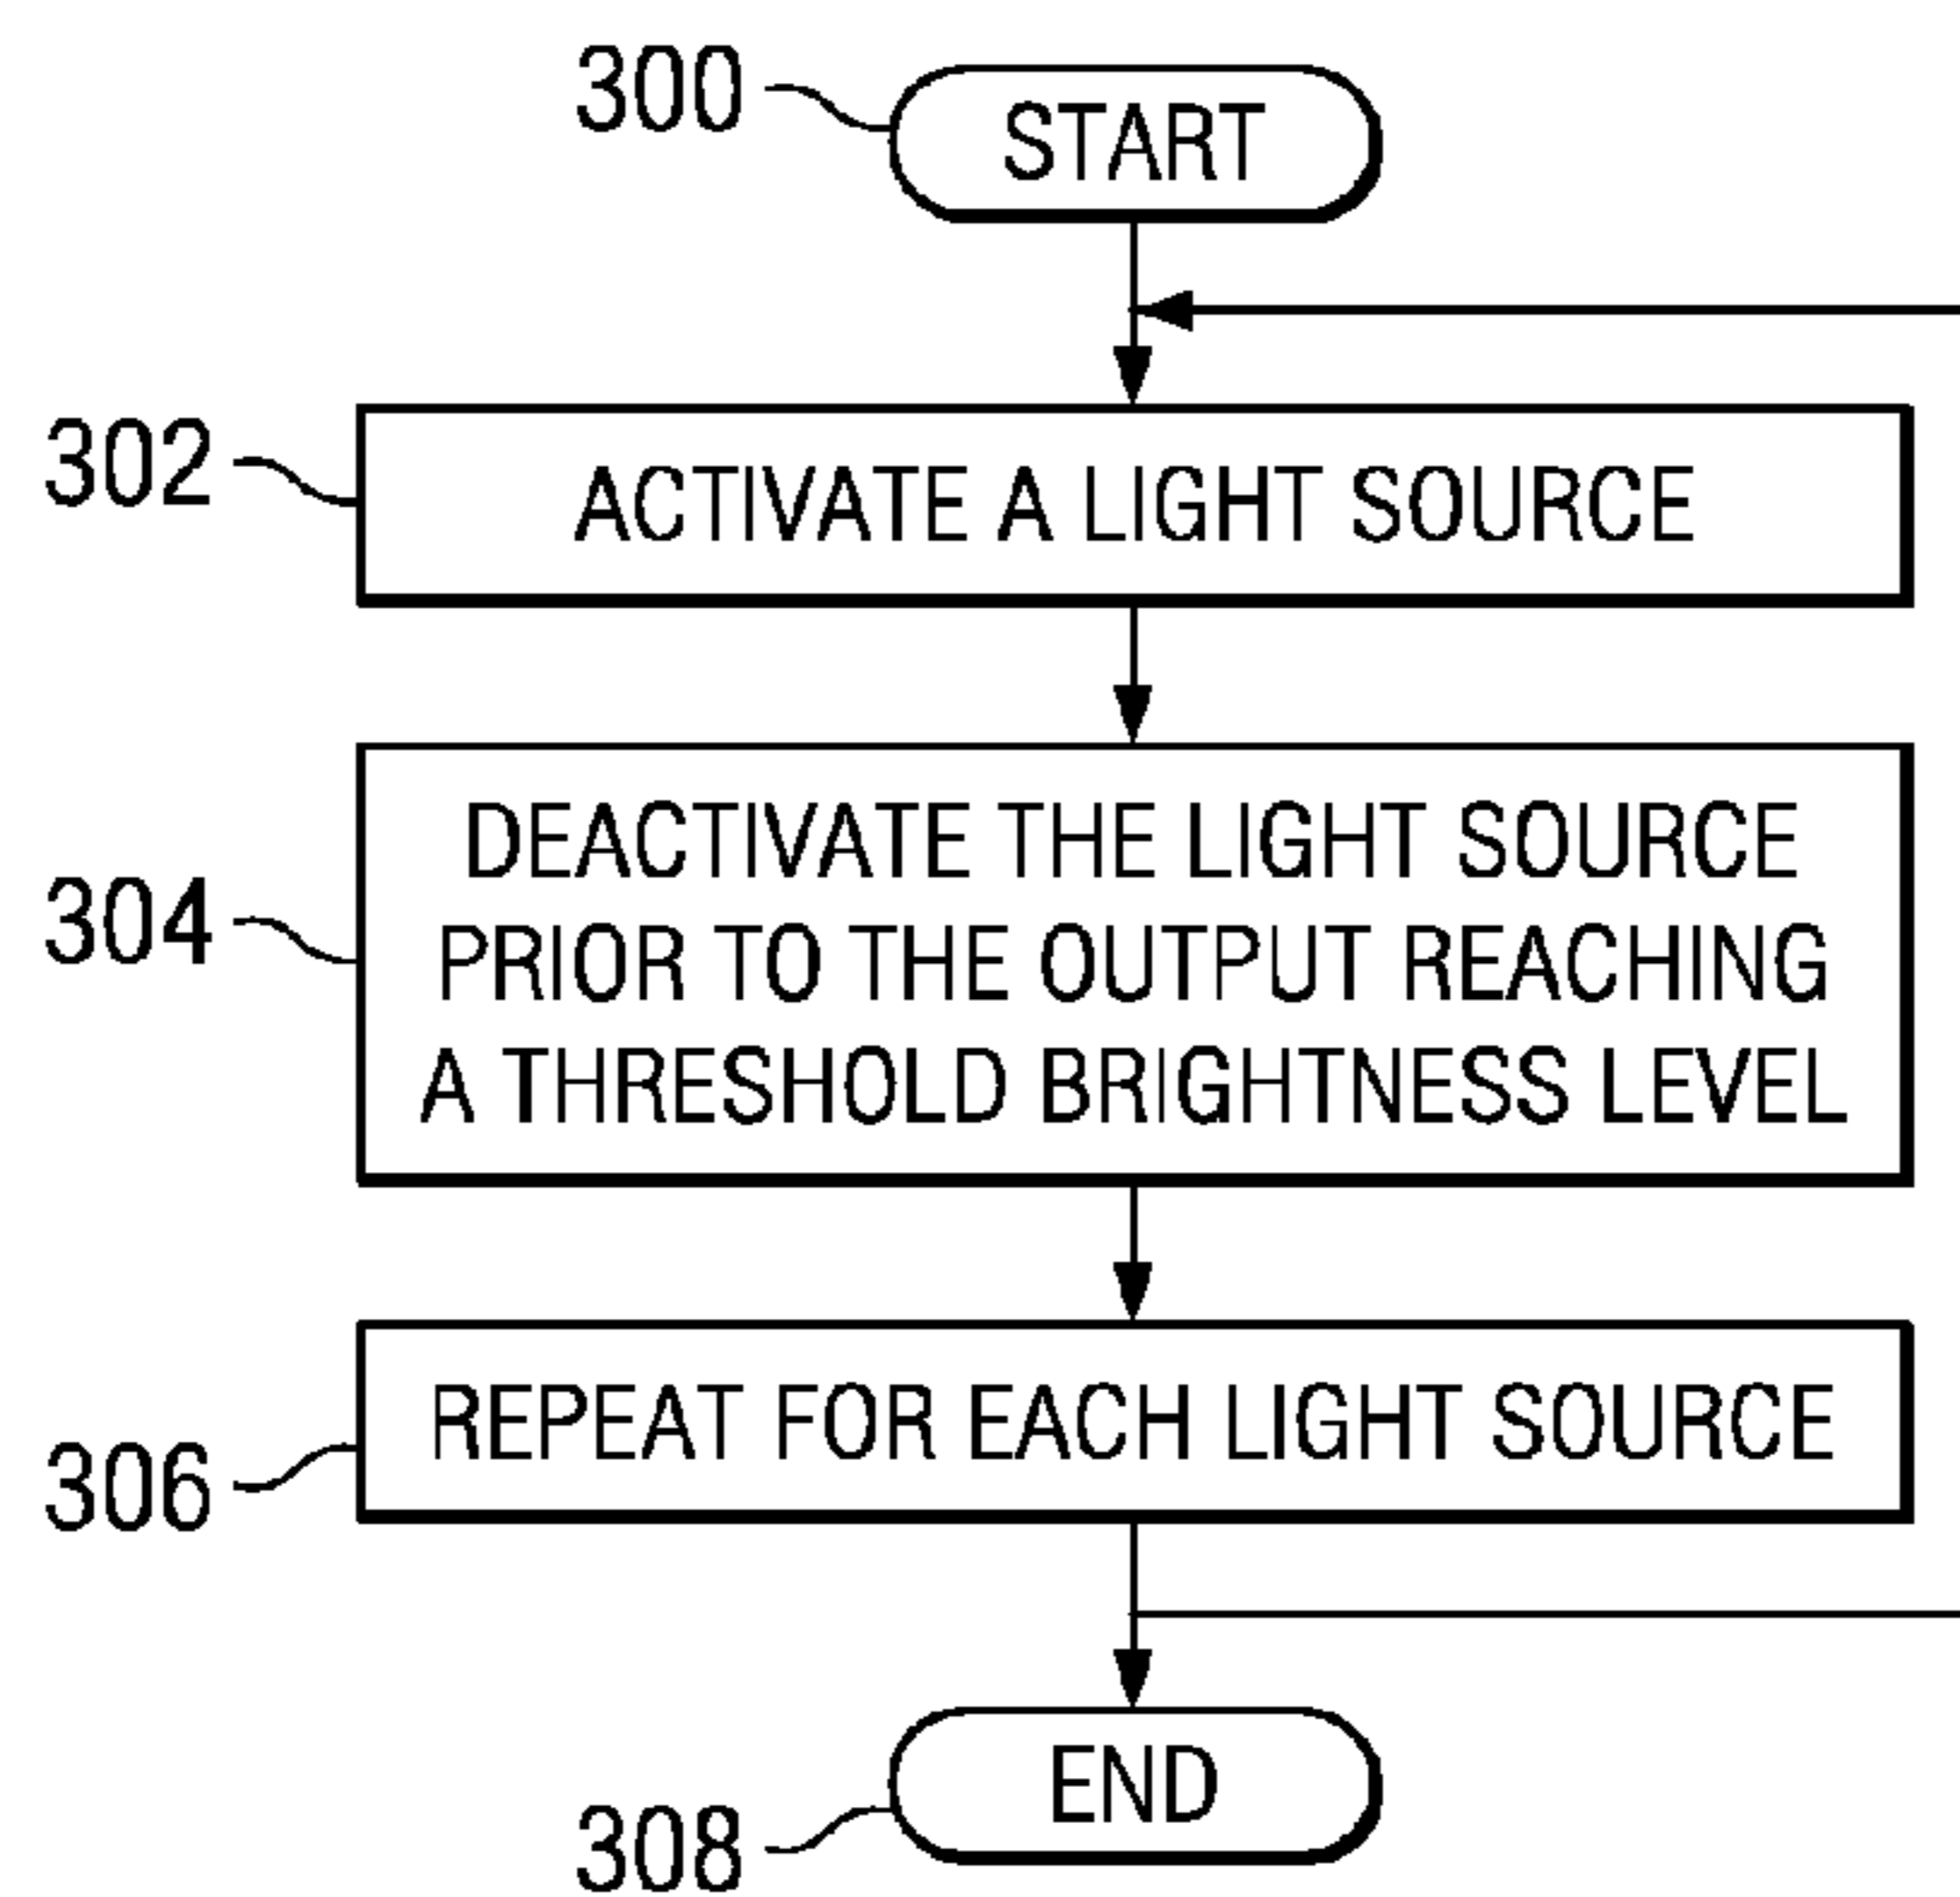 300
START
302
ACTIVATE A LIGHT SOURCE
304
DEACTIVATE THE LIGHT SOURCE
PRIOR TO THE OUTPUT REACHING
A THRESHOLD BRIGHTNESS LEVEL
306
REPEAT FOR EACH LIGHT SOURCE
308
END